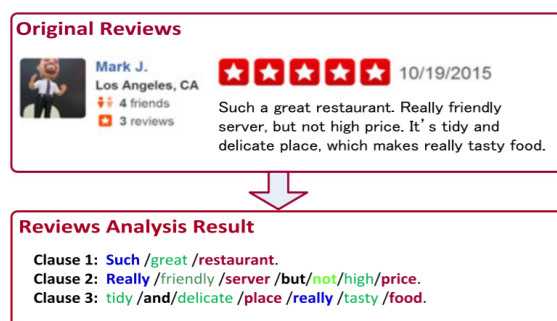 Original Reviews
Mark J.
Los Angeles, CA
4 friends
3 reviews
10/19/2015
Such a great restaurant. Really friendly
server, but not high price. It's tidy and
delicate place, which makes really tasty food.
Reviews Analysis Result
Clause 1: Such /great /restaurant.
Clause 2: Really /friendly /server /but/not/high/price.
Clause 3: tidy /and/delicate /place /really /tasty /food.